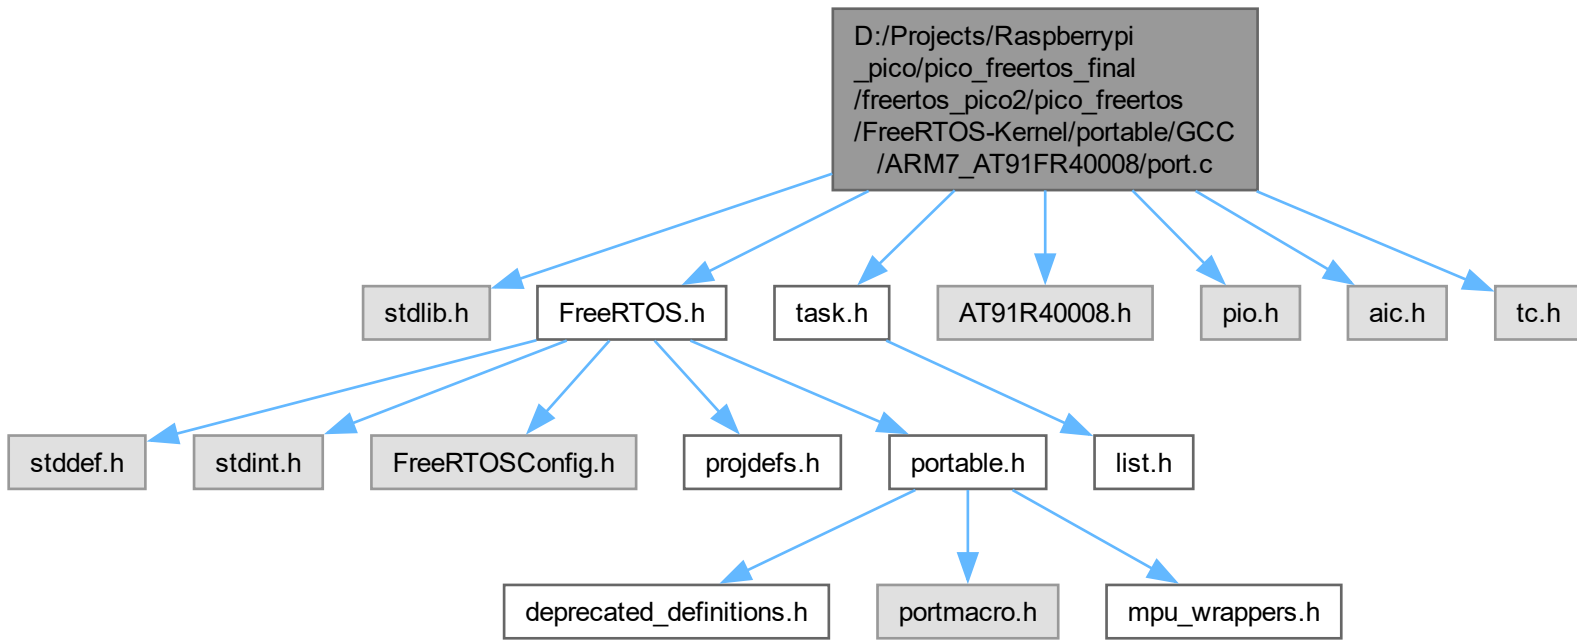 D:/Projects/Raspberrypi
_pico/pico_freertos_final
/freertos_pico2/pico_freertos
/FreeRTOS-Kernel/portable/GCC
/ARM7_AT91FR40008/port.c
stdlib.h
FreeRTOS.h
task.h
AT91R40008.h
pio.h
aic.h
tc.h
stddef.h
stdint.h
FreeRTOSConfig.h
projdefs.h
portable.h
list.h
deprecated_definitions.h
portmacro.h
mpu_wrappers.h